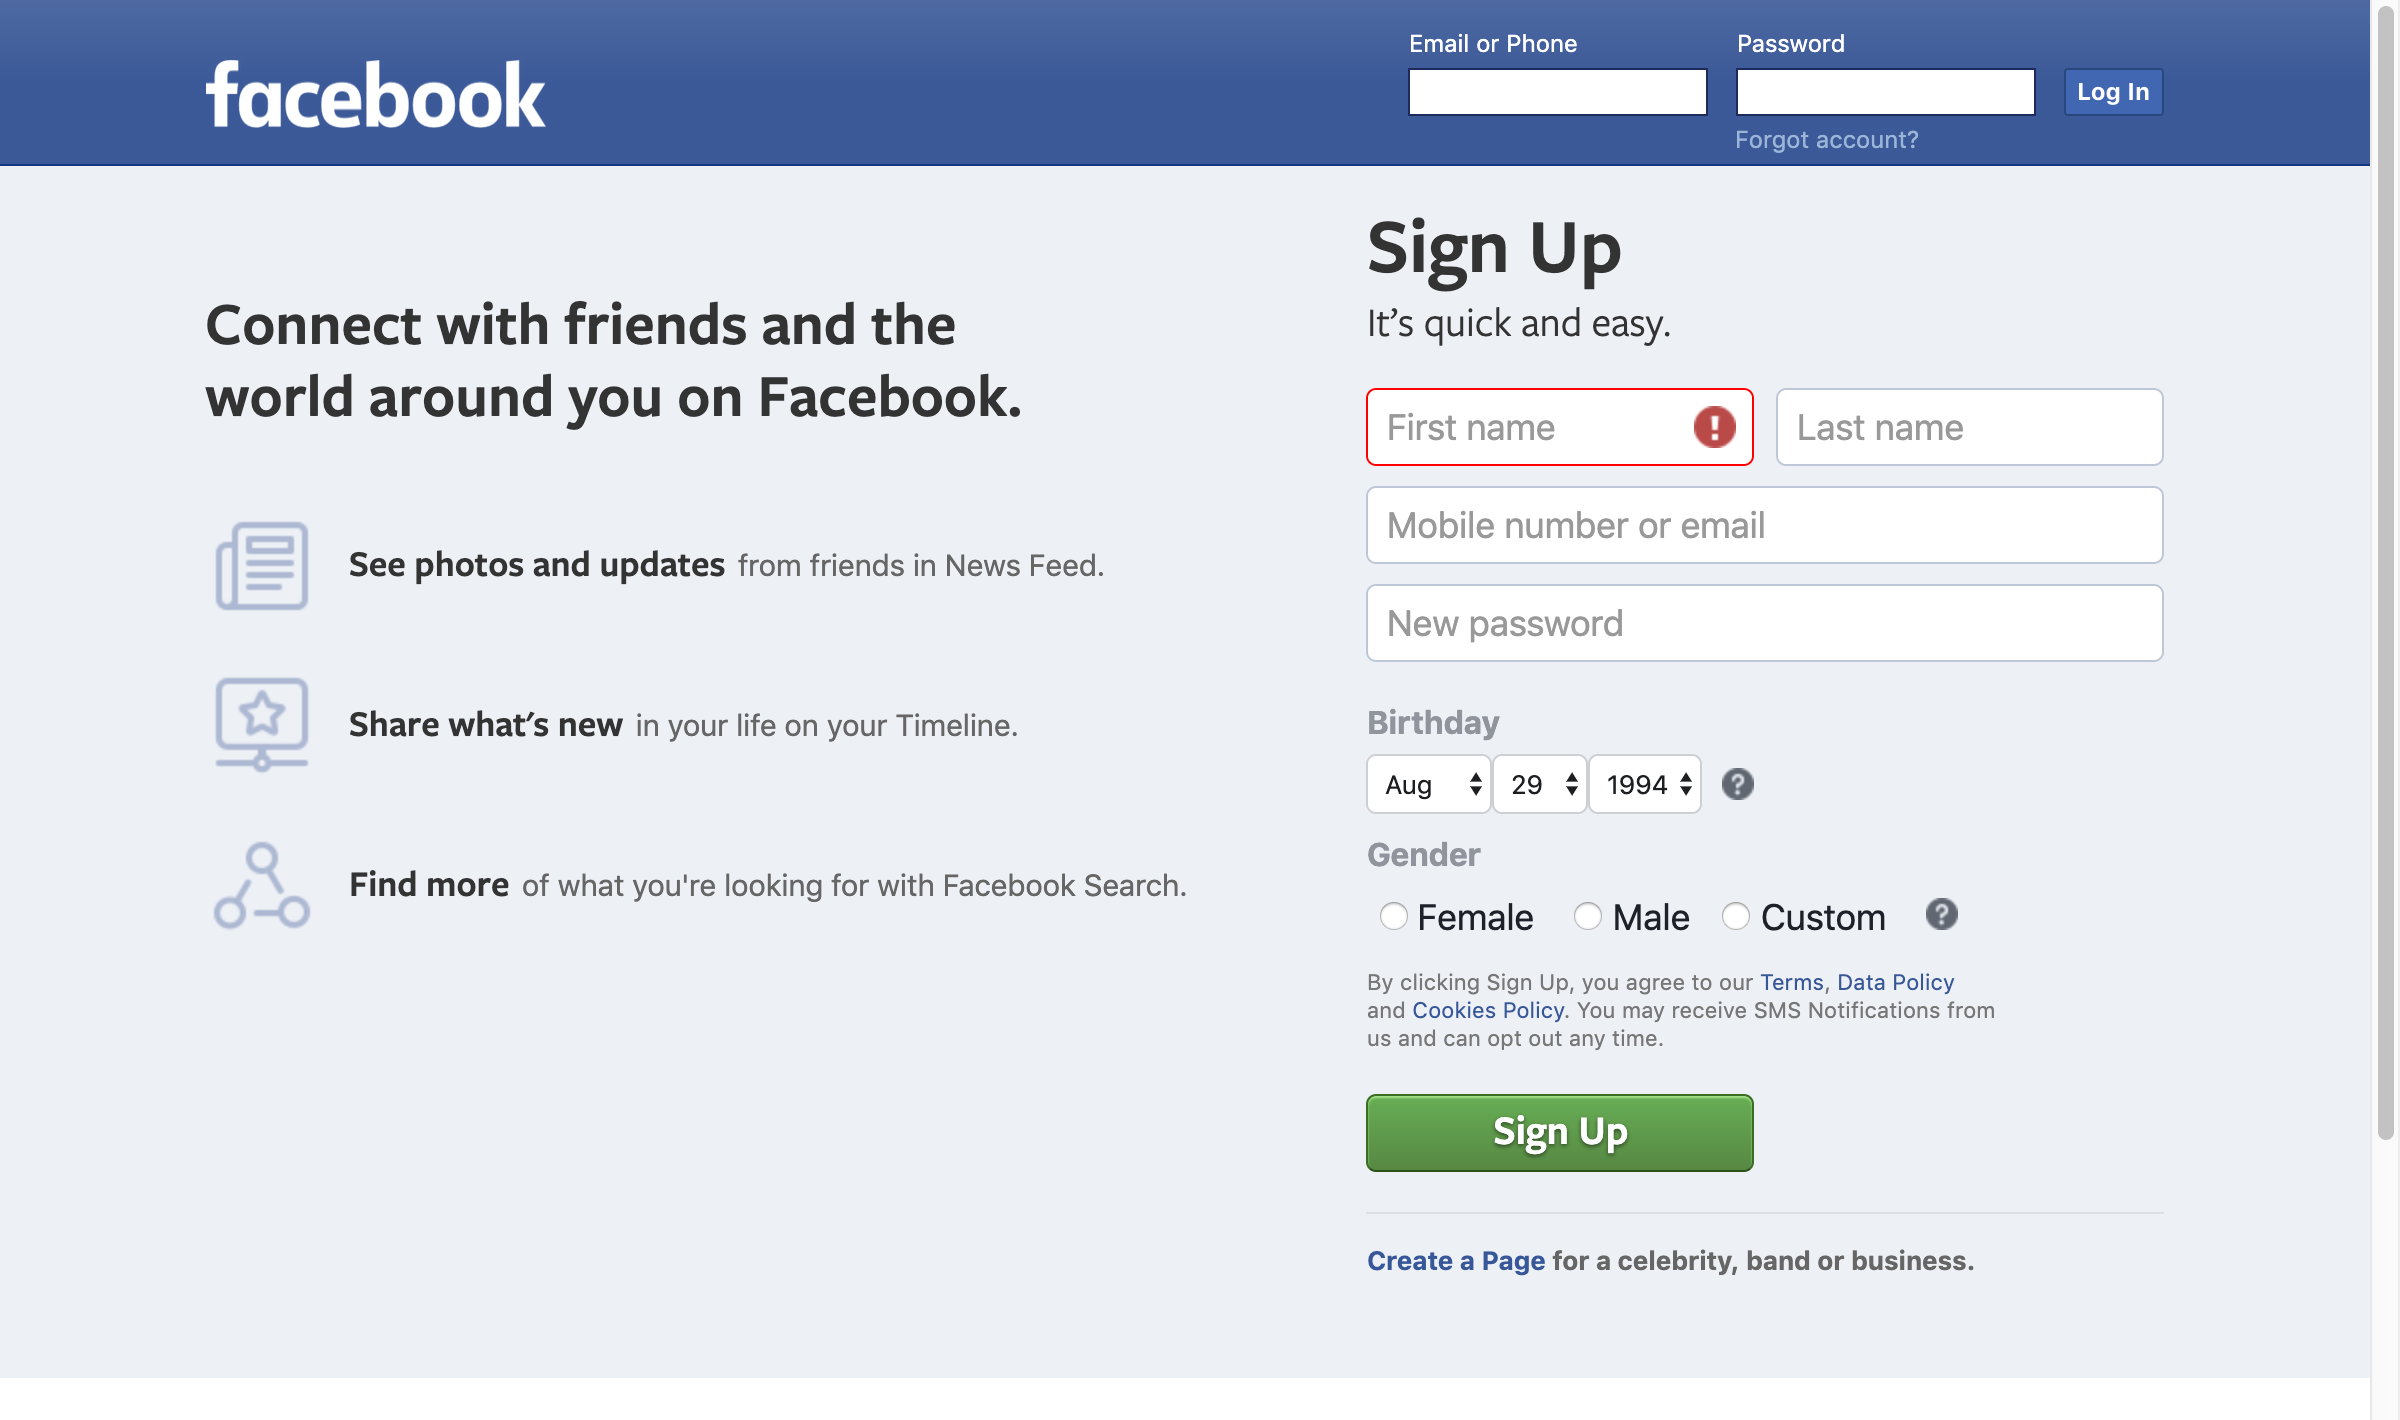 facebook
Email or Phone
Password
Log In
Forgot account?
Connect with friends and the
world around you on Facebook.
See photos and updates from friends in News Feed.
Share what's new in your life on your Timeline.
Find more of what you're looking for with Facebook Search.
Sign Up
It’s quick and easy.
First name
Last name
Mobile number or email
New password
Birthday
Aug 29 1994
Gender
Female Male Custom
By clicking Sign Up, you agree to our Terms, Data Policy
and Cookies Policy. You may receive SMS Notifications from
us and can opt out any time.
Sign Up
Create a Page for a celebrity, band or business.